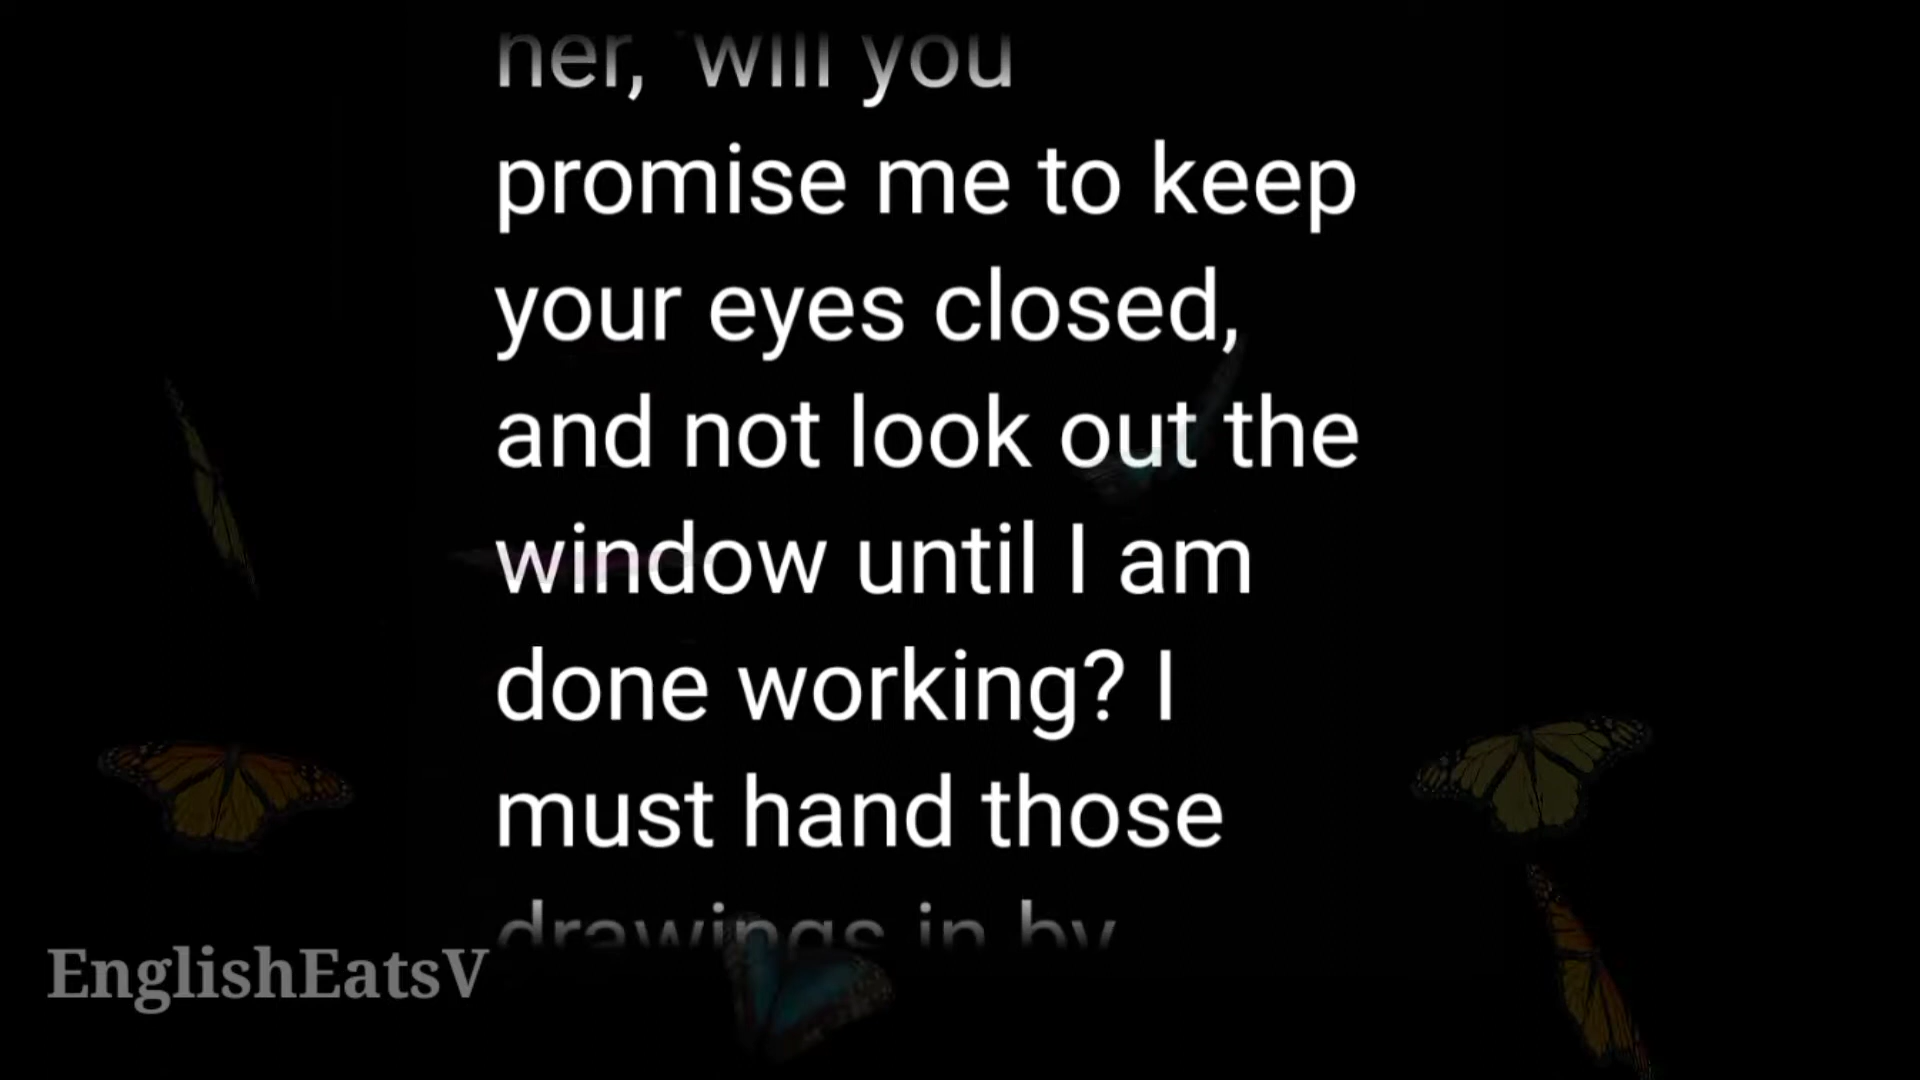 her, "will you
promise me to keep
your eyes closed,
and not look out the
window until I am
done working? I
must hand those
drawings in by
EnglishEatsV